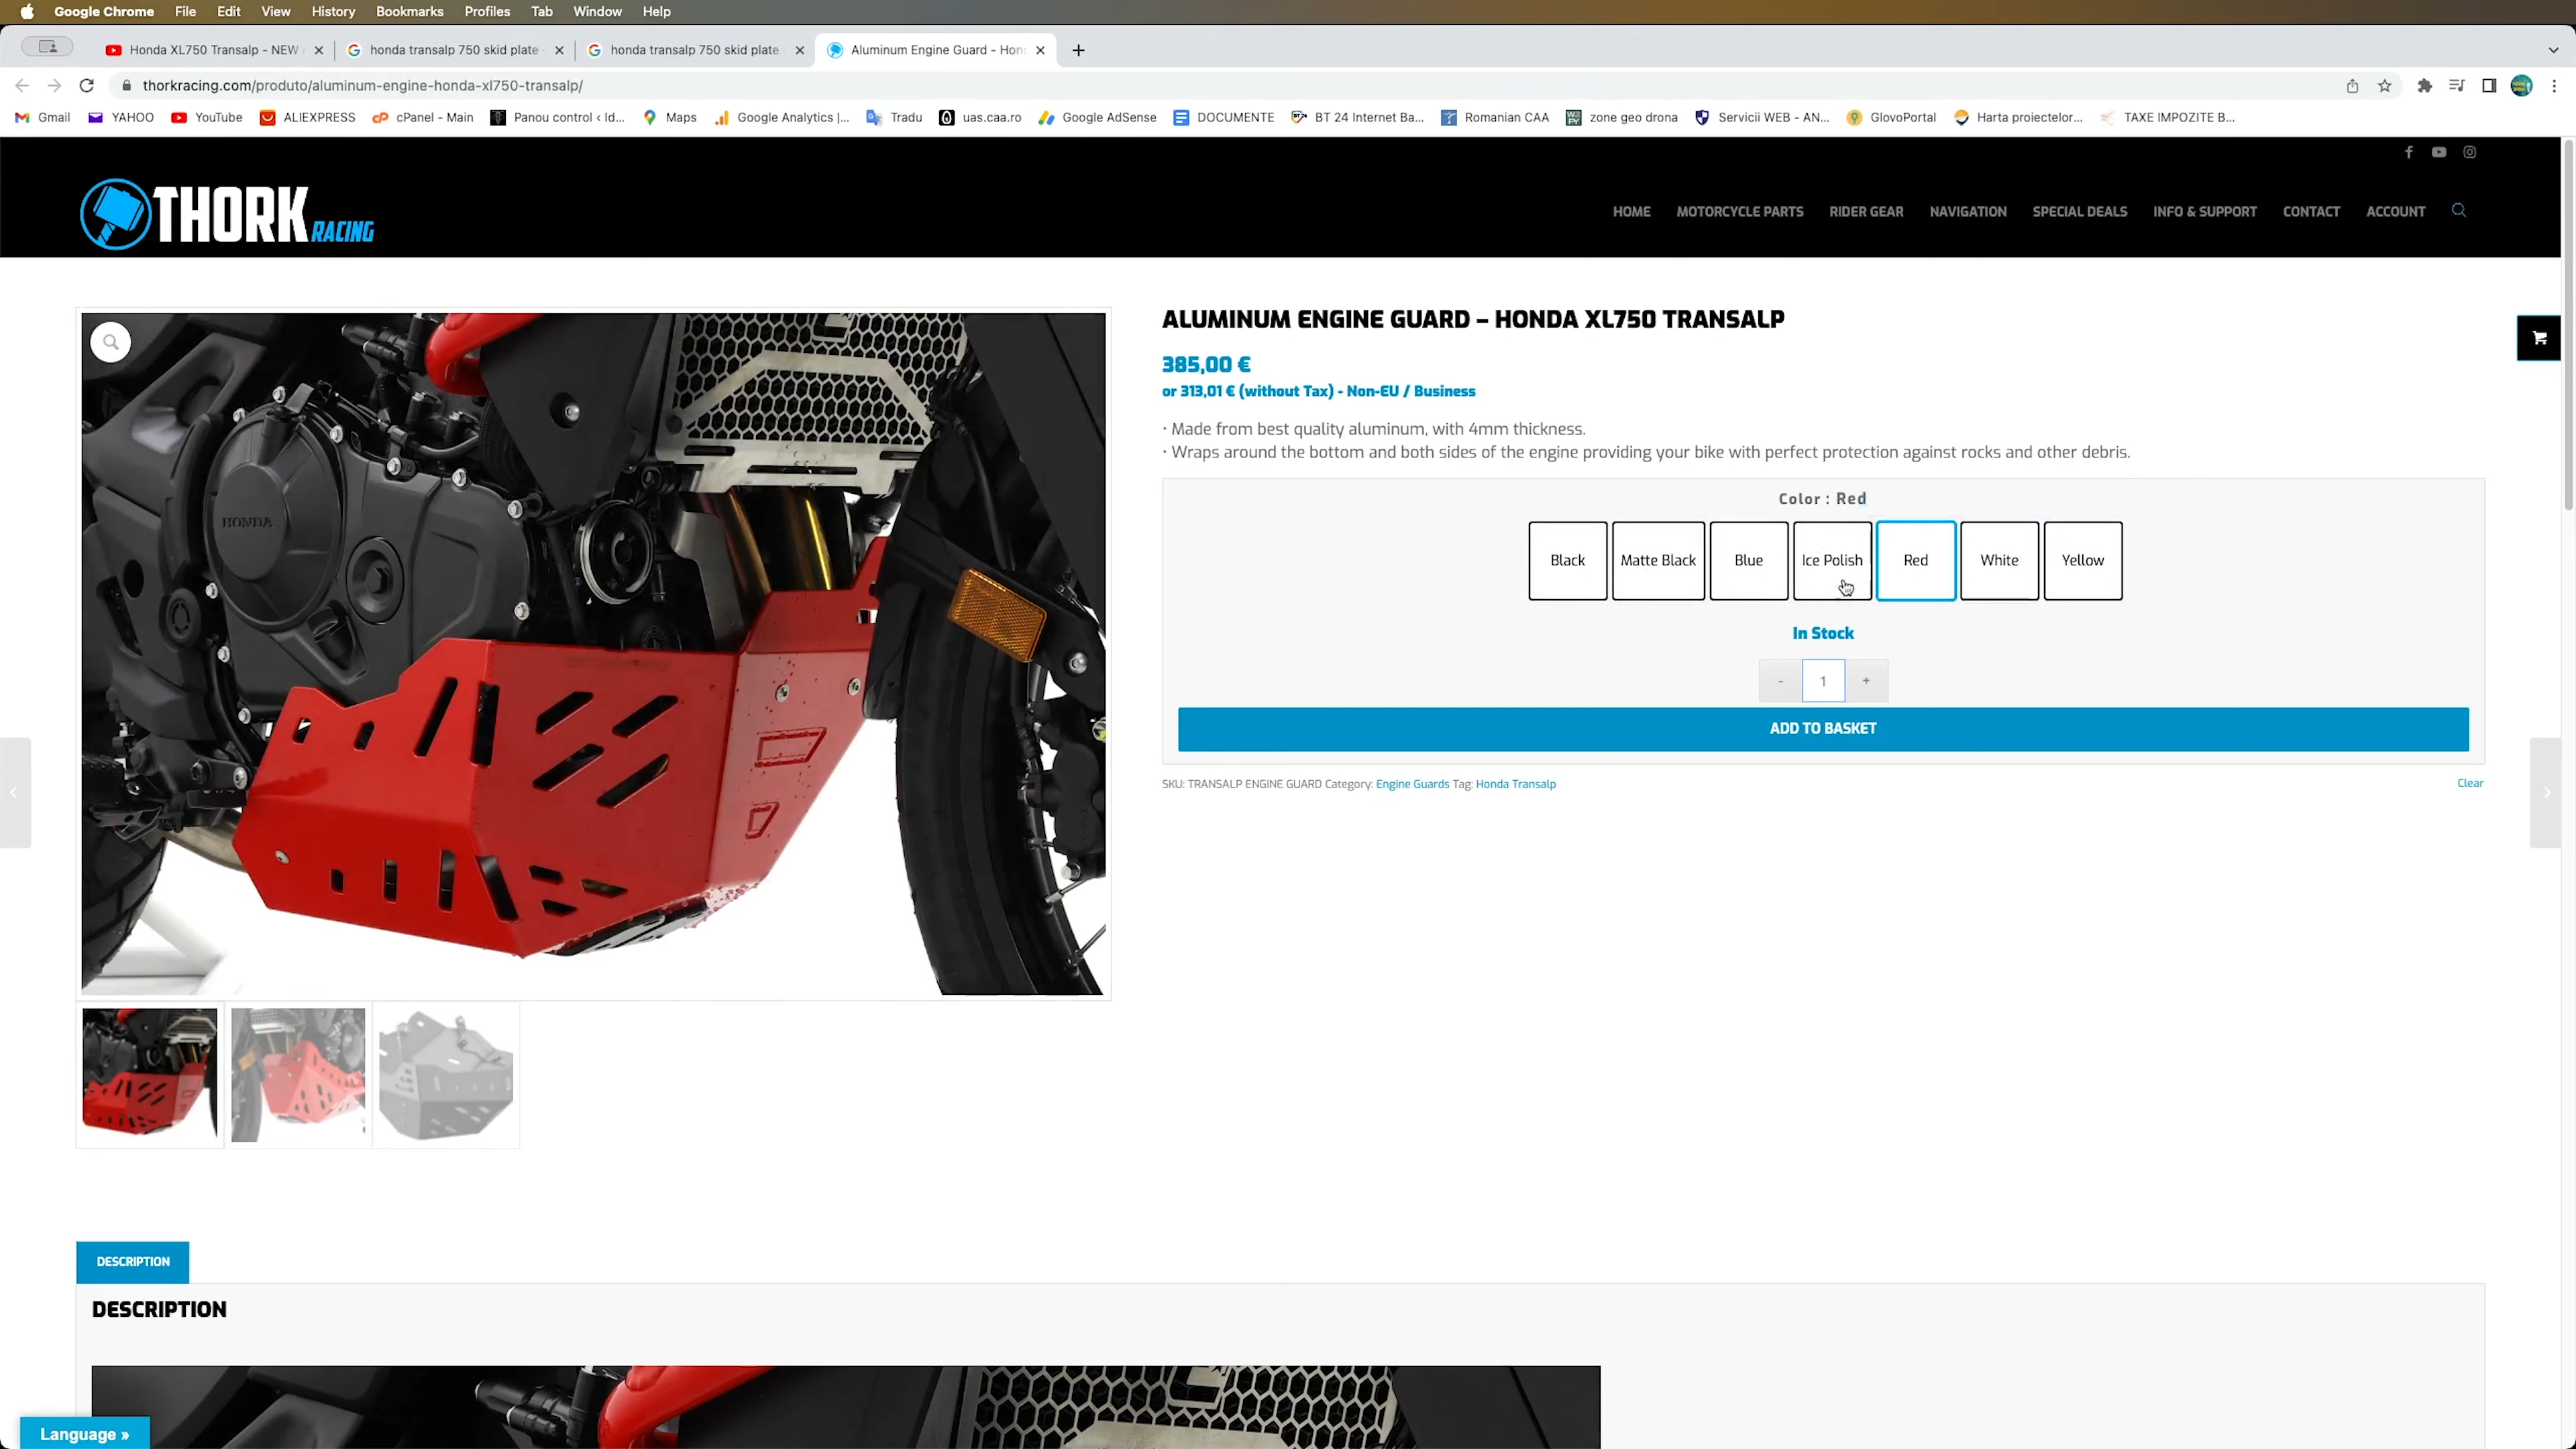 Google Chrome File Edit View History Bookmarks Profiles Tab Window Help
Honda XL750 Transalp - NEW
honda transalp 750 skid plate
honda transalp 750 skid plate
Aluminum Engine Guard - Hon
thorkracing.com/produto/aluminum-engine-honda-xl750-transalp/
Gmail YAHOO YouTube ALIEXPRESS cPanel - Main Panou control ‹ Id... Maps Google Analytics |... Tradu uas.caa.ro Google AdSense DOCUMENTE BT 24 Internet Ba... Romanian CAA zone geo drona Servicii WEB - AN... GlovoPortal Harta proiectelor... TAXE IMPOZITE B...
THORK RACING
HOME MOTORCYCLE PARTS RIDER GEAR NAVIGATION SPECIAL DEALS INFO & SUPPORT CONTACT ACCOUNT
HONDA
ALUMINUM ENGINE GUARD – HONDA XL750 TRANSALP
385,00 €
or 313,01 € (without Tax) - Non-EU / Business
· Made from best quality aluminum, with 4mm thickness.
· Wraps around the bottom and both sides of the engine providing your bike with perfect protection against rocks and other debris.
Color : Red
Black Matte Black Blue Ice Polish Red White Yellow
In Stock
- 1 +
ADD TO BASKET
SKU: TRANSALP ENGINE GUARD Category: Engine Guards Tag: Honda Transalp
Clear
DESCRIPTION
DESCRIPTION
Language »